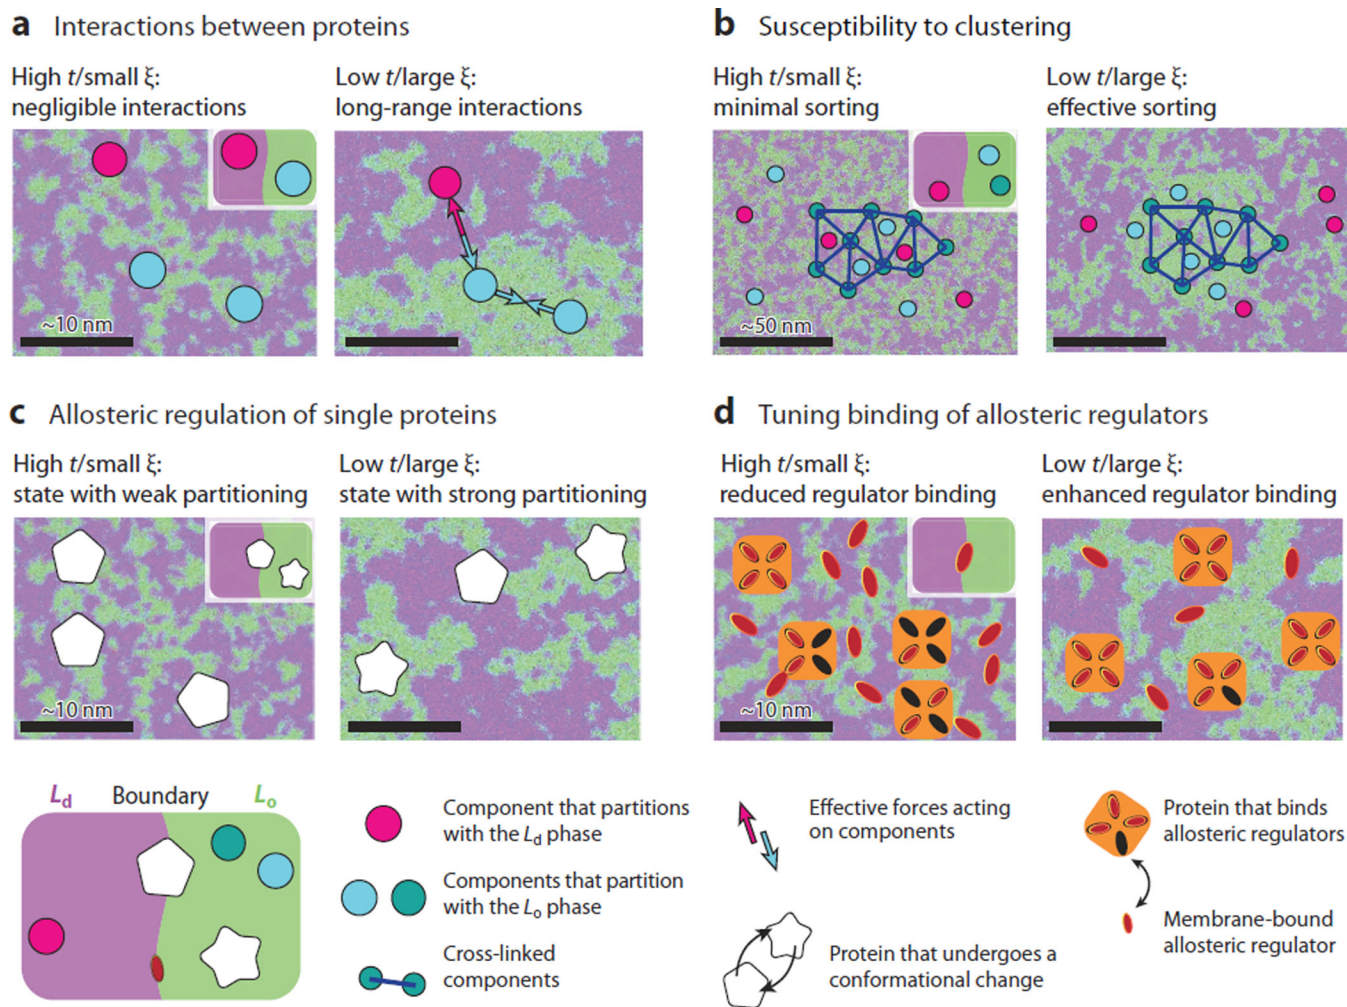 a Interactions between proteins
High t/small ξ:
negligible interactions
Low t/large ξ:
long-range interactions
~10 nm
b Susceptibility to clustering
High t/small ξ:
minimal sorting
Low t/large ξ:
effective sorting
~50 nm
c Allosteric regulation of single proteins
High t/small ξ:
state with weak partitioning
Low t/large ξ:
state with strong partitioning
~10 nm
d Tuning binding of allosteric regulators
High t/small ξ:
reduced regulator binding
Low t/large ξ:
enhanced regulator binding
~10 nm
Ld Boundary Lo
Component that partitions
with the Ld phase
Components that partition
with the Lo phase
Cross-linked
components
Effective forces acting
on components
Protein that undergoes a
conformational change
Protein that binds
allosteric regulators
Membrane-bound
allosteric regulator